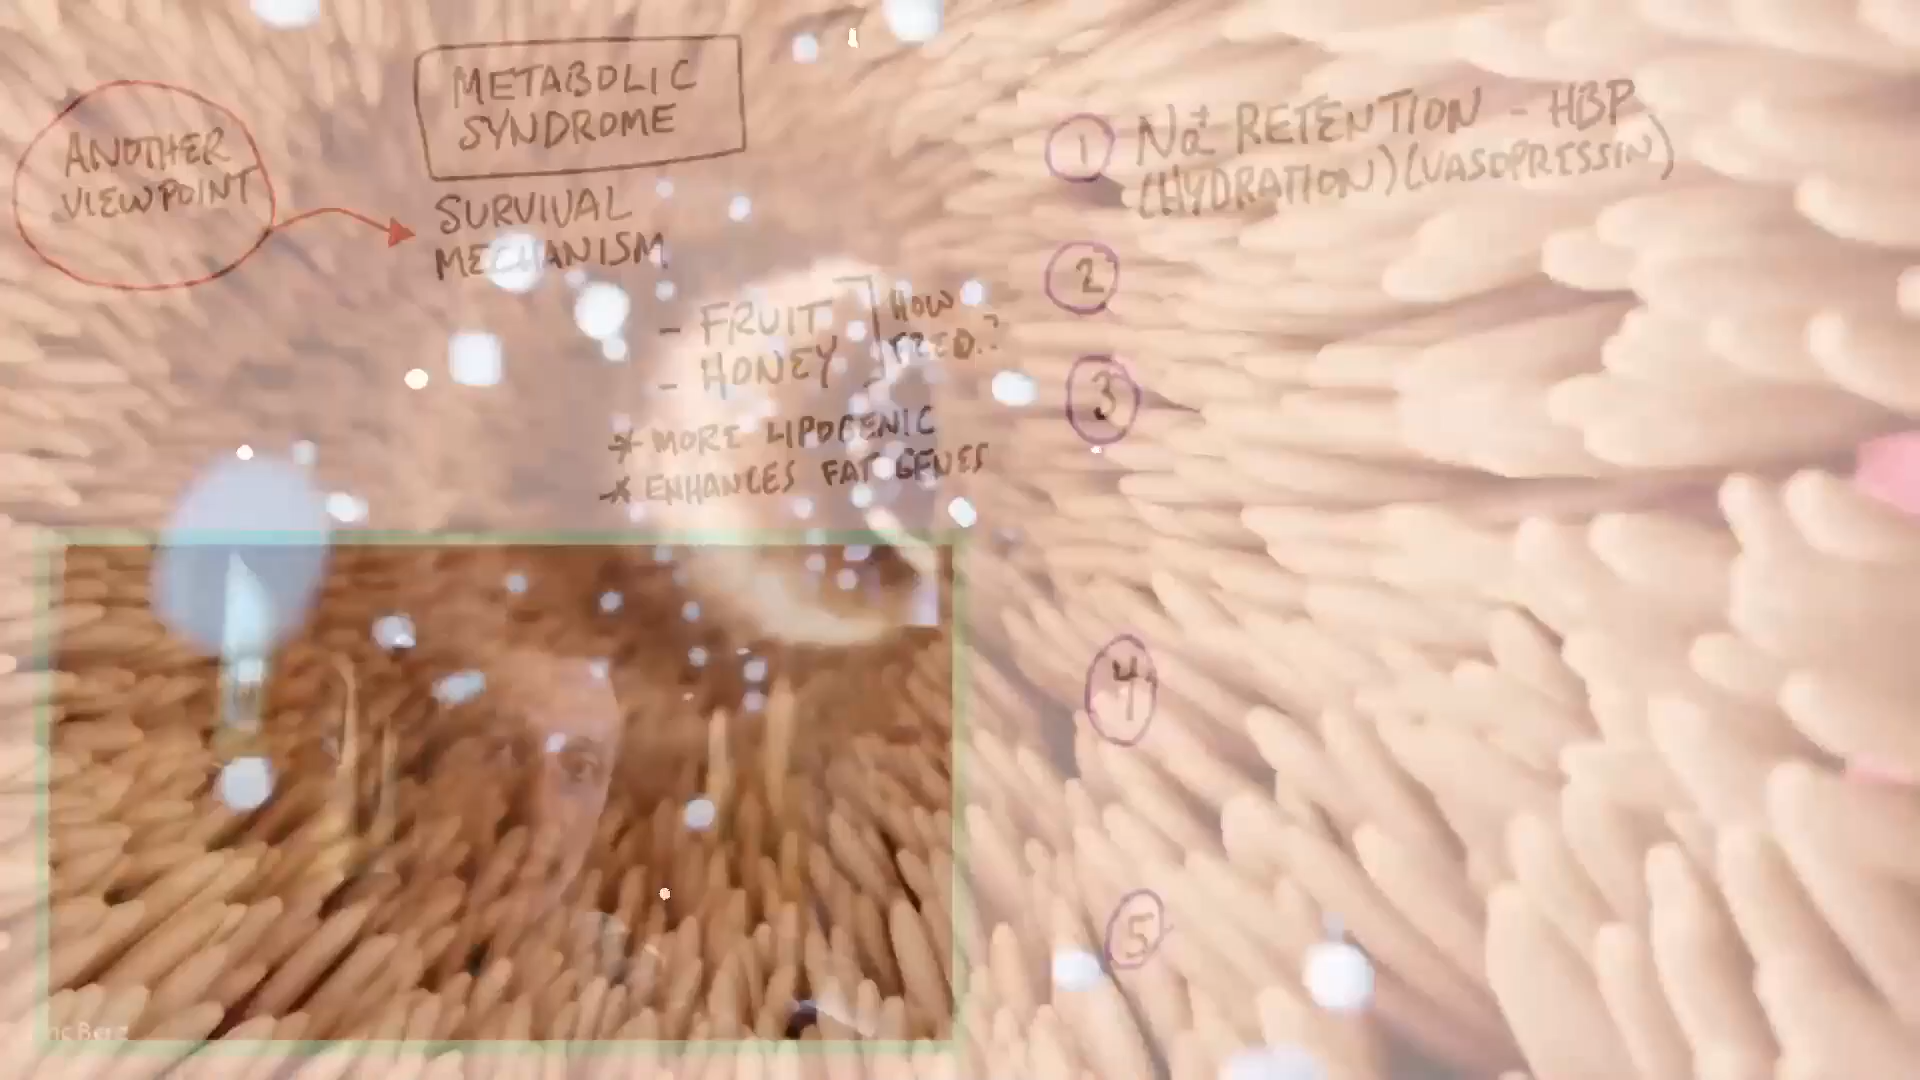 ANOTHER
VIEWPOINT
METABOLIC
SYNDROME
SURVIVAL
MECHANISM
- FRUIT
- HONEY
HOW
FREQ.?
* MORE LIPOGENIC
* ENHANCES FAT GENES
1 Na+ RETENTION - HBP
(HYDRATION) (VASOPRESSIN)
2
3
4
5